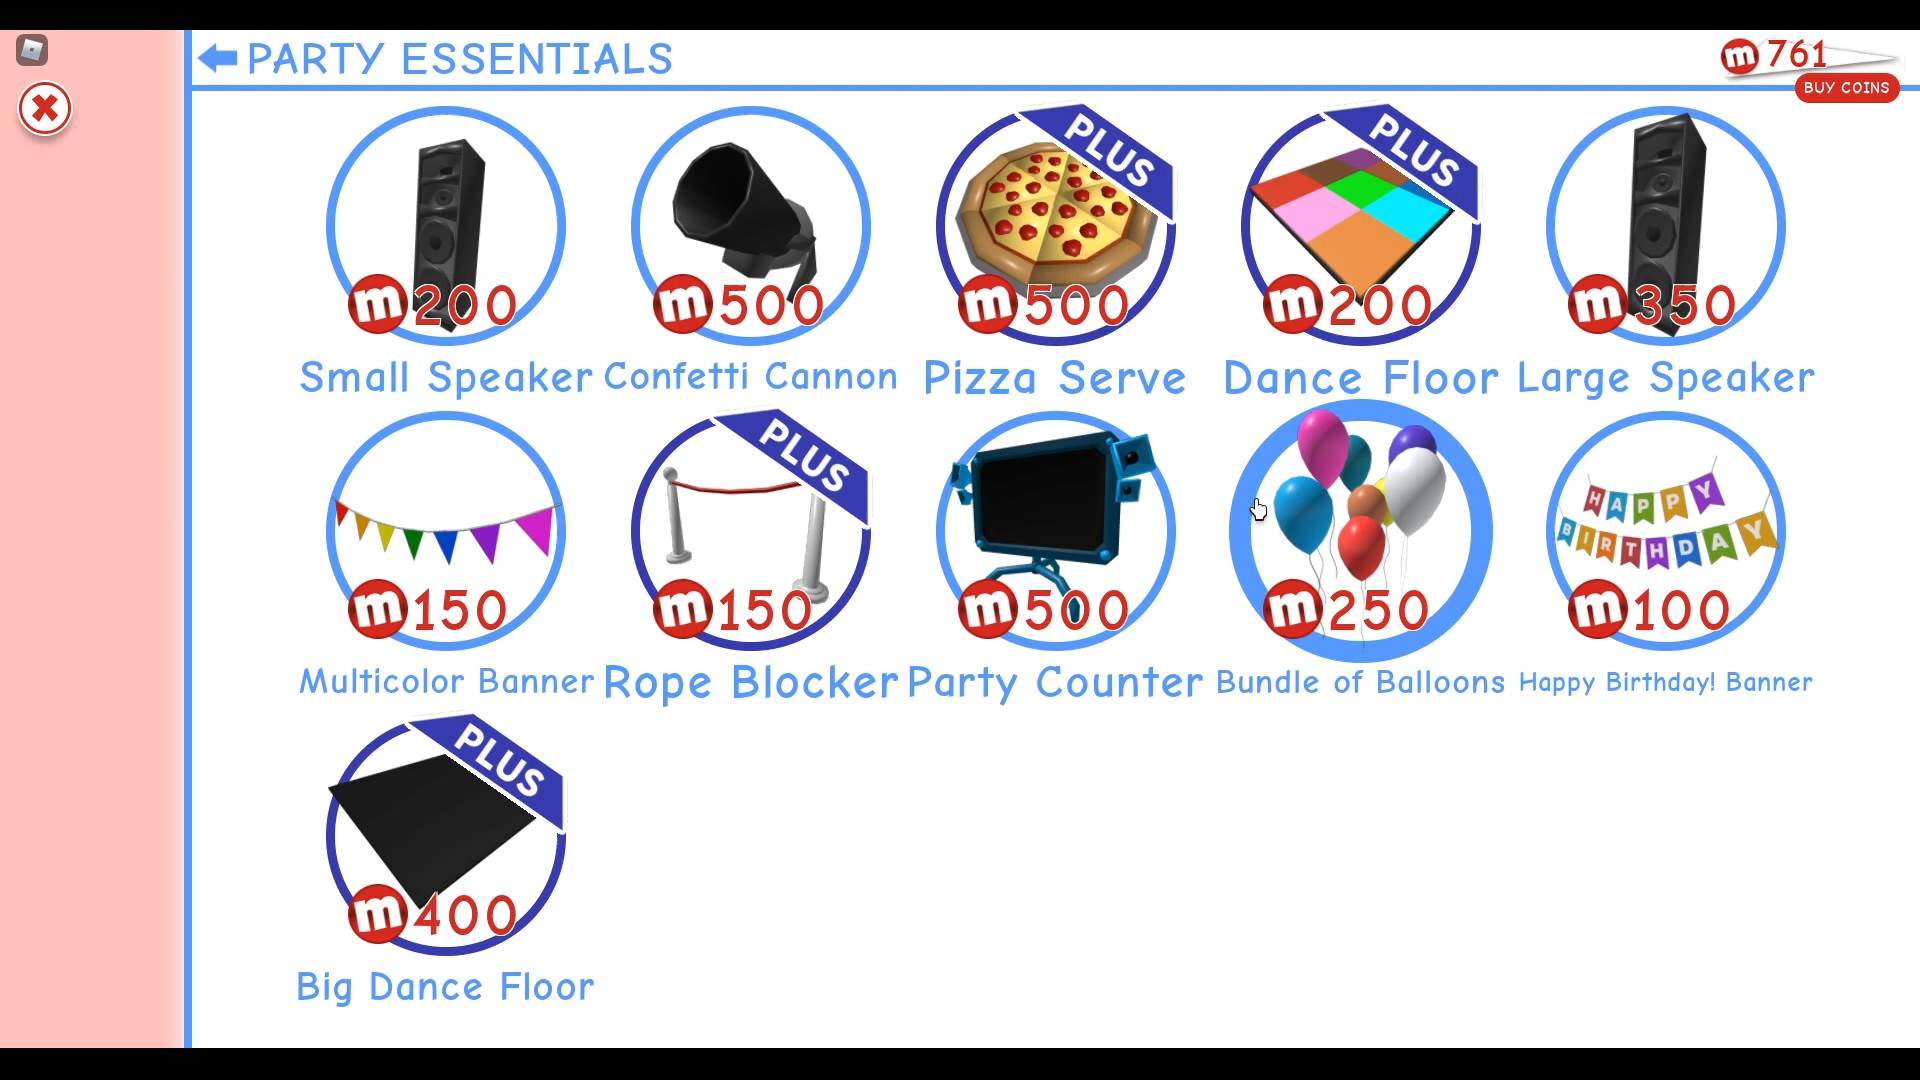 PARTY ESSENTIALS
m 761
BUY COINS
PLUS
PLUS
m 200
m 500
m 500
m 200
m 350
Small Speaker
Confetti Cannon
Pizza Serve
Dance Floor
Large Speaker
PLUS
HAPPY
BIRTHDAY
m 150
m 150
m 500
m 250
m 100
Multicolor Banner
Rope Blocker
Party Counter
Bundle of Balloons
Happy Birthday! Banner
PLUS
m 400
Big Dance Floor